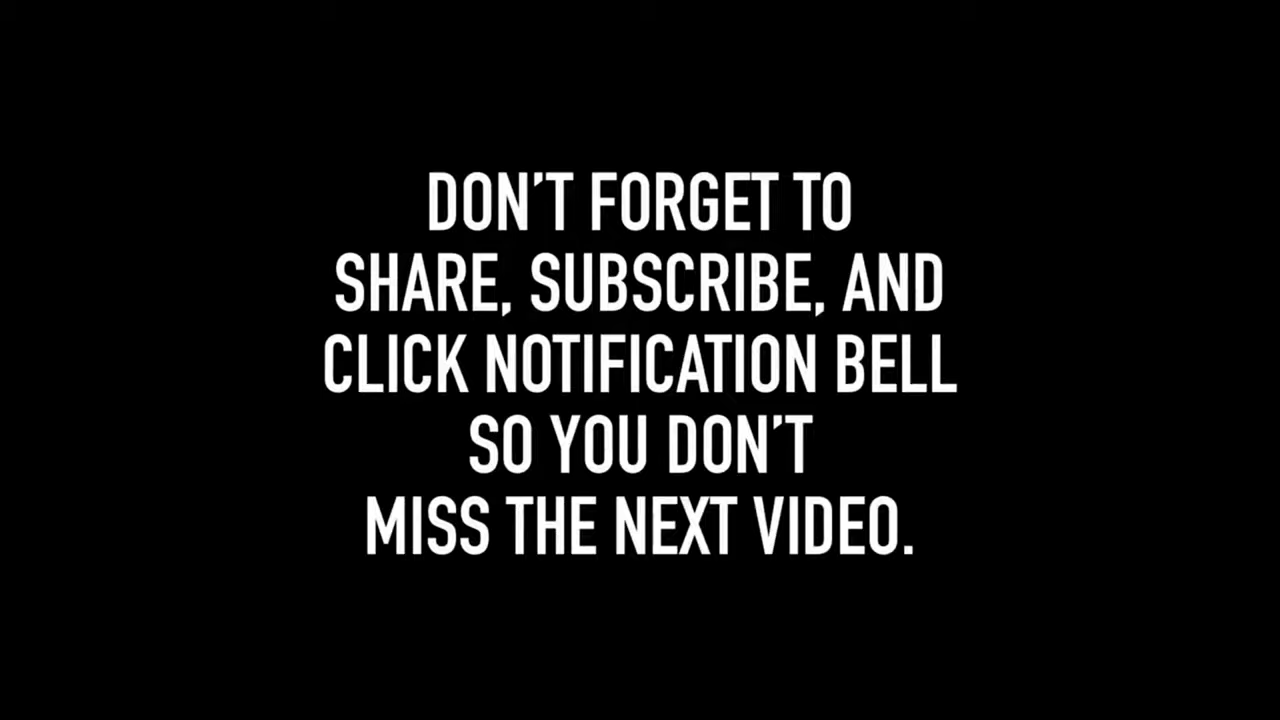 DON’T FORGET TO
SHARE, SUBSCRIBE, AND
CLICK NOTIFICATION BELL
SO YOU DON’T
MISS THE NEXT VIDEO.